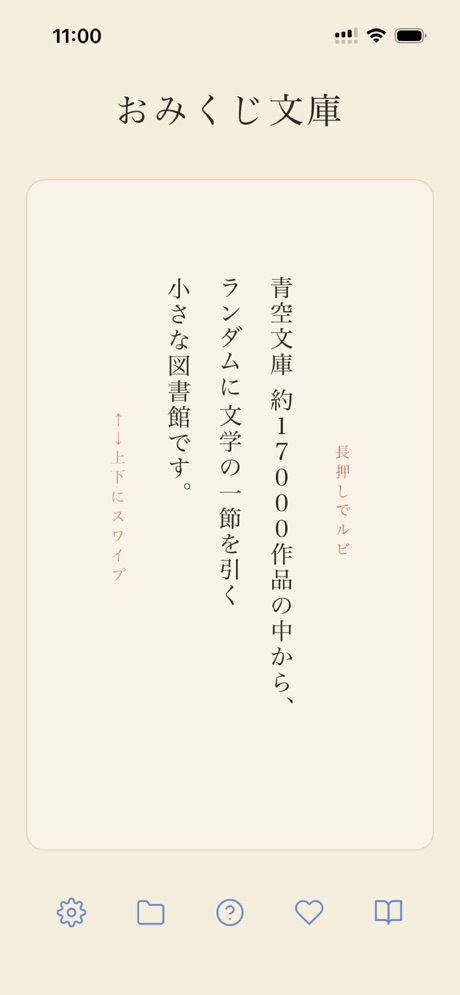 11:00
おみくじ文庫
長押しでルビ
青空文庫 約17000作品の中から、
ランダムに文学の一節を引く
小さな図書館です。
↑↓上下にスワイプ